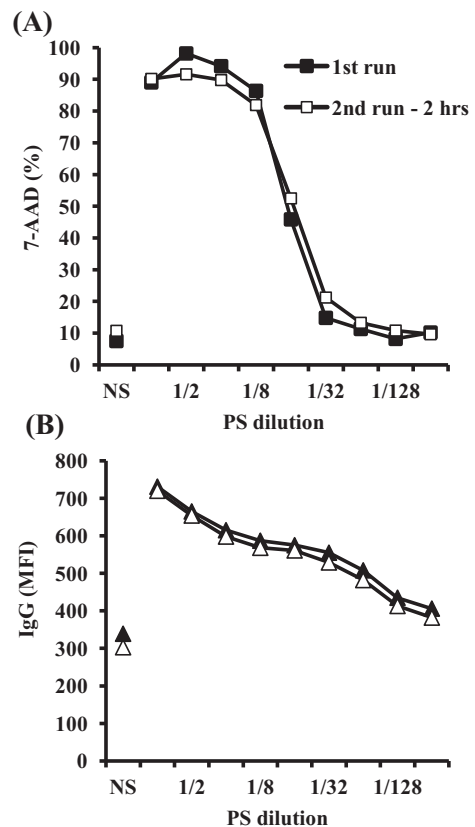 (A)
100
90
80
70
60
50
40
30
20
10
0
7-AAD (%)
1st run
2nd run - 2 hrs
NS 1/2 1/8 1/32 1/128
PS dilution
(B)
800
700
600
500
400
300
200
100
0
IgG (MFI)
NS 1/2 1/8 1/32 1/128
PS dilution